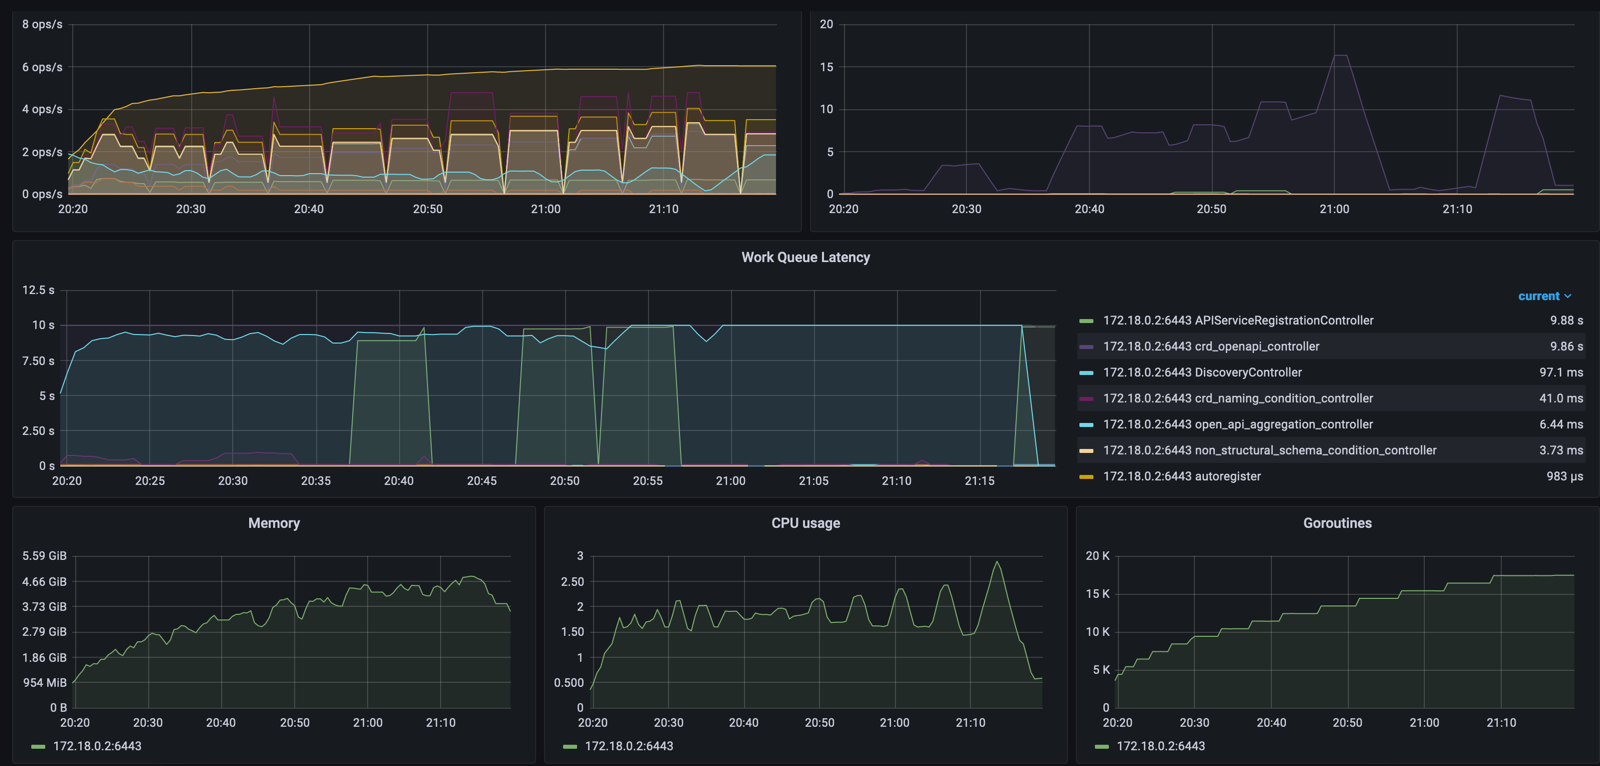 8 ops/s
6 ops/s
4 ops/s
2 ops/s
0 ops/s
20:20 20:30 20:40 20:50 21:00 21:10
20
15
10
5
0
20:20 20:30 20:40 20:50 21:00 21:10
Work Queue Latency
12.5 s
10 s
7.50 s
5 s
2.50 s
0 s
20:20 20:25 20:30 20:35 20:40 20:45 20:50 20:55 21:00 21:05 21:10 21:15
current
172.18.0.2:6443 APIServiceRegistrationController 9.88 s
172.18.0.2:6443 crd_openapi_controller 9.86 s
172.18.0.2:6443 DiscoveryController 97.1 ms
172.18.0.2:6443 crd_naming_condition_controller 41.0 ms
172.18.0.2:6443 open_api_aggregation_controller 6.44 ms
172.18.0.2:6443 non_structural_schema_condition_controller 3.73 ms
172.18.0.2:6443 autoregister 983 µs
Memory
5.59 GiB
4.66 GiB
3.73 GiB
2.79 GiB
1.86 GiB
954 MiB
0 B
20:20 20:30 20:40 20:50 21:00 21:10
172.18.0.2:6443
CPU usage
3
2.50
2
1.50
1
0.500
0
20:20 20:30 20:40 20:50 21:00 21:10
172.18.0.2:6443
Goroutines
20 K
15 K
10 K
5 K
0
20:20 20:30 20:40 20:50 21:00 21:10
172.18.0.2:6443